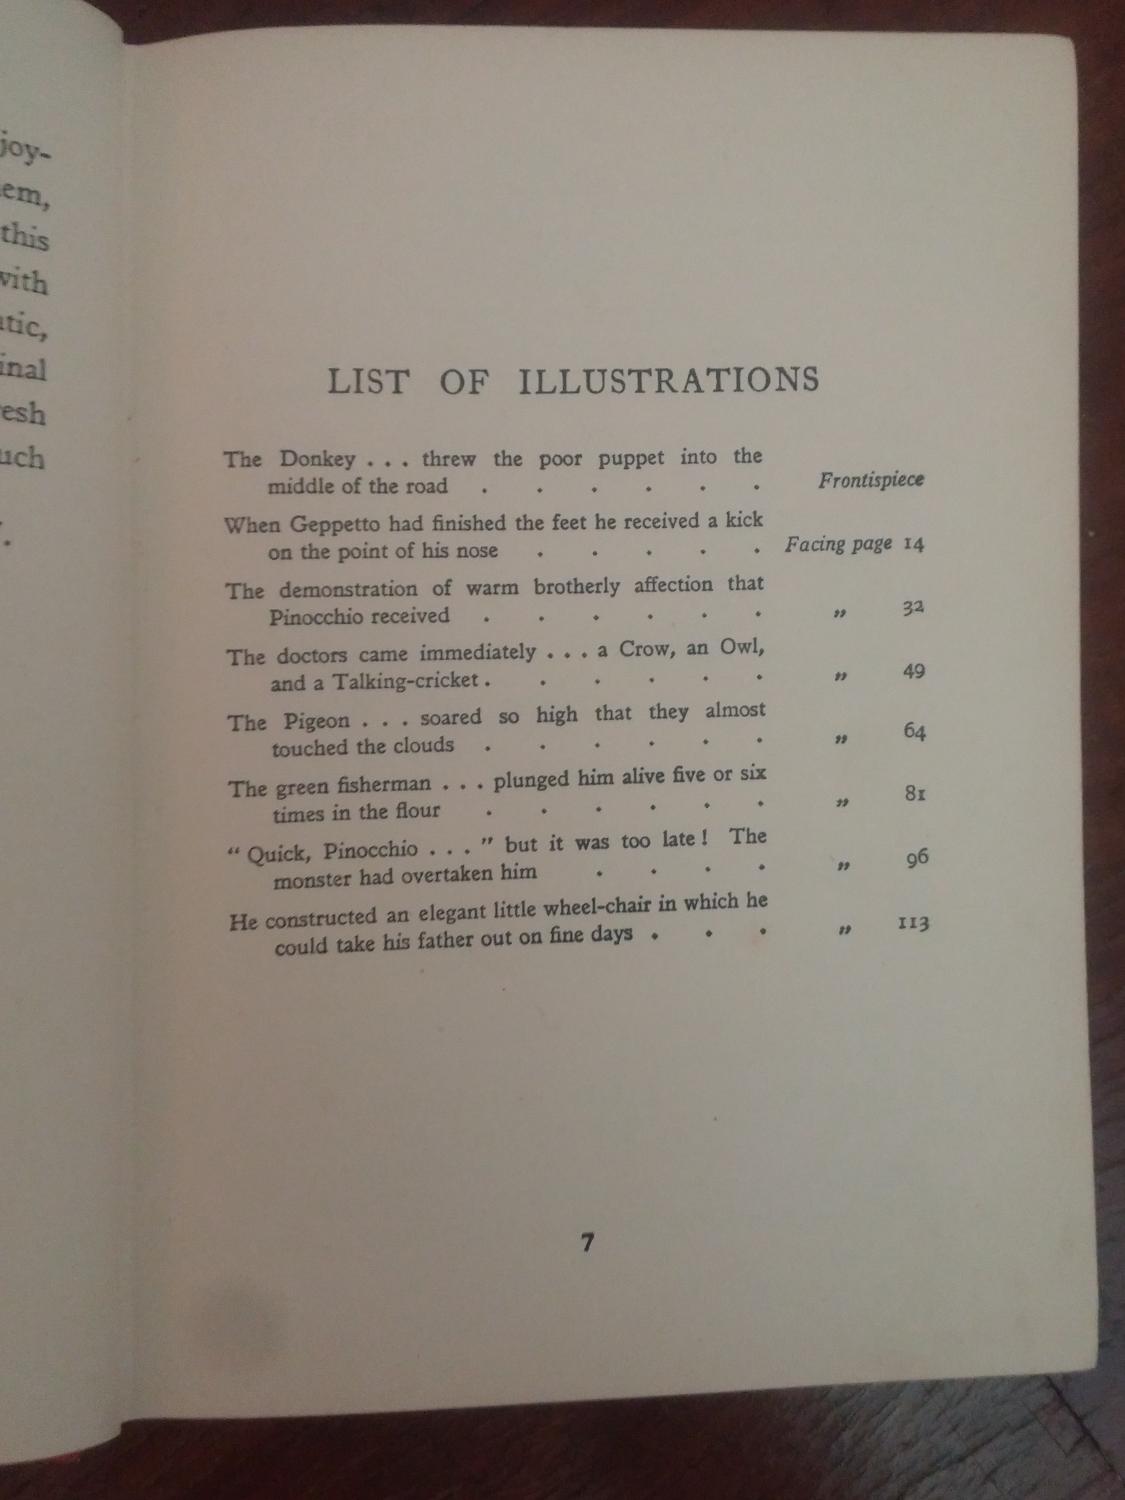 joy-
em,
this
with
tic,
inal
esh
uch
LIST OF ILLUSTRATIONS
The Donkey . . . threw the poor puppet into the
middle of the road . . . . . . Frontispiece
When Geppetto had finished the feet he received a kick
on the point of his nose . . . . . Facing page 14
The demonstration of warm brotherly affection that
Pinocchio received . . . . . . „ 32
The doctors came immediately . . . a Crow, an Owl,
and a Talking-cricket . . . . . . „ 49
The Pigeon . . . soared so high that they almost
touched the clouds . . . . . . „ 64
The green fisherman . . . plunged him alive five or six
times in the flour . . . . . . „ 81
“ Quick, Pinocchio . . . ” but it was too late ! The
monster had overtaken him . . . . „ 96
He constructed an elegant little wheel-chair in which he
could take his father out on fine days . . . „ 113
7